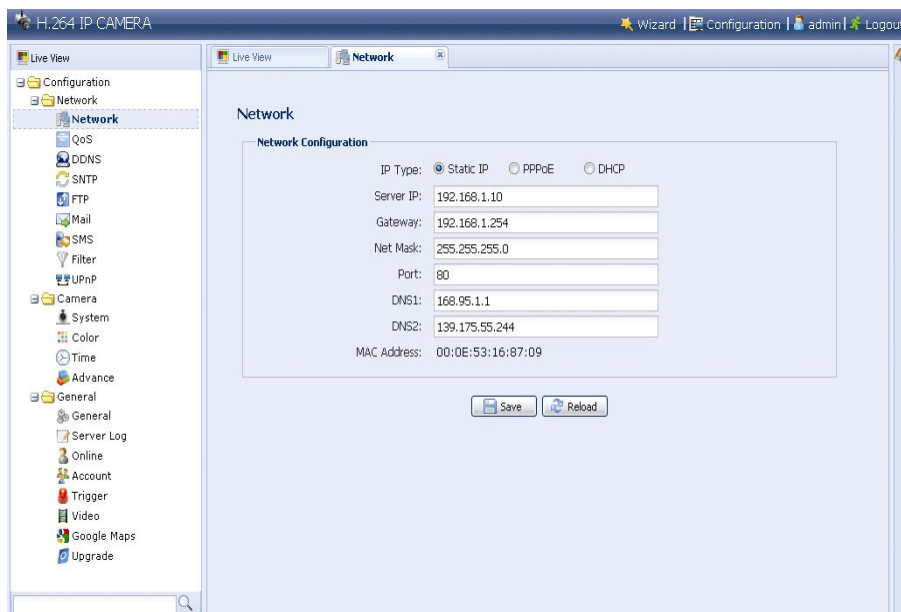 H.264 IP CAMERA
Wizard | Configuration | admin | Logout
Live View
Configuration
Network
Network
QoS
DDNS
SNTP
FTP
Mail
SMS
Filter
UPnP
Camera
System
Color
Time
Advance
General
General
Server Log
Online
Account
Trigger
Video
Google Maps
Upgrade
Live View Network
Network
Network Configuration
IP Type: Static IP PPPoE DHCP
Server IP: 192.168.1.10
Gateway: 192.168.1.254
Net Mask: 255.255.255.0
Port: 80
DNS1: 168.95.1.1
DNS2: 139.175.55.244
MAC Address: 00:0E:53:16:87:09
Save Reload